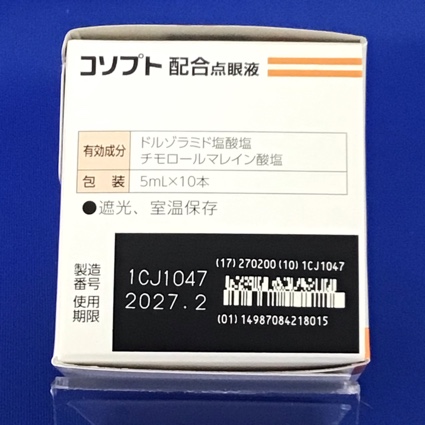 コソプト 配合点眼液
有効成分 ドルゾラミド塩酸塩
チモロールマレイン酸塩
包 装 5mL×10本
●遮光、室温保存
製造番号 1CJ1047
使用期限 2027.2
(17)270200(10)1CJ1047
(01)14987084218015